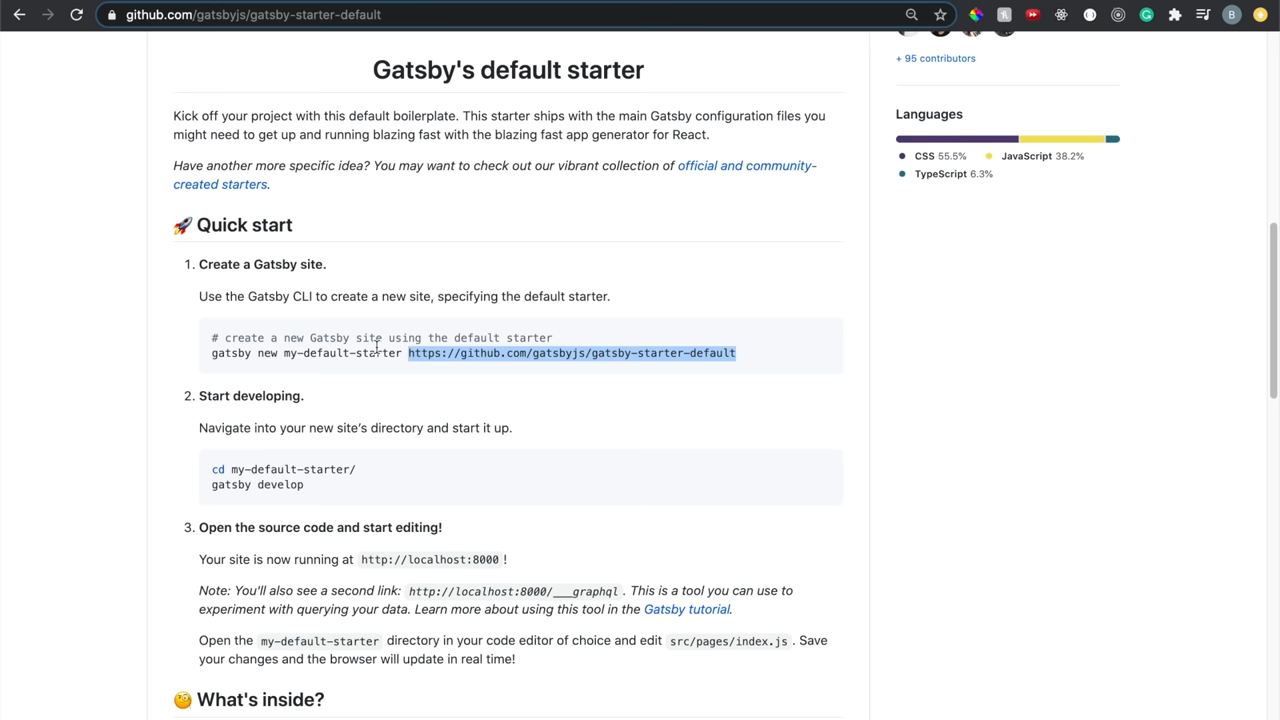 github.com/gatsbyjs/gatsby-starter-default
B
+ 95 contributors
Gatsby's default starter
Languages
Kick off your project with this default boilerplate. This starter ships with the main Gatsby configuration files you
might need to get up and running blazing fast with the blazing fast app generator for React.
CSS 55.5%
JavaScript 38.2%
TypeScript 6.3%
Have another more specific idea? You may want to check out our vibrant collection of official and community-
created starters.
🚀 Quick start
1. Create a Gatsby site.
Use the Gatsby CLI to create a new site, specifying the default starter.
# create a new Gatsby site using the default starter
gatsby new my-default-starter https://github.com/gatsbyjs/gatsby-starter-default
2. Start developing.
Navigate into your new site’s directory and start it up.
cd my-default-starter/
gatsby develop
3. Open the source code and start editing!
Your site is now running at http://localhost:8000 !
Note: You'll also see a second link: http://localhost:8000/___graphql . This is a tool you can use to
experiment with querying your data. Learn more about using this tool in the Gatsby tutorial.
Open the my-default-starter directory in your code editor of choice and edit src/pages/index.js . Save
your changes and the browser will update in real time!
🧐 What's inside?